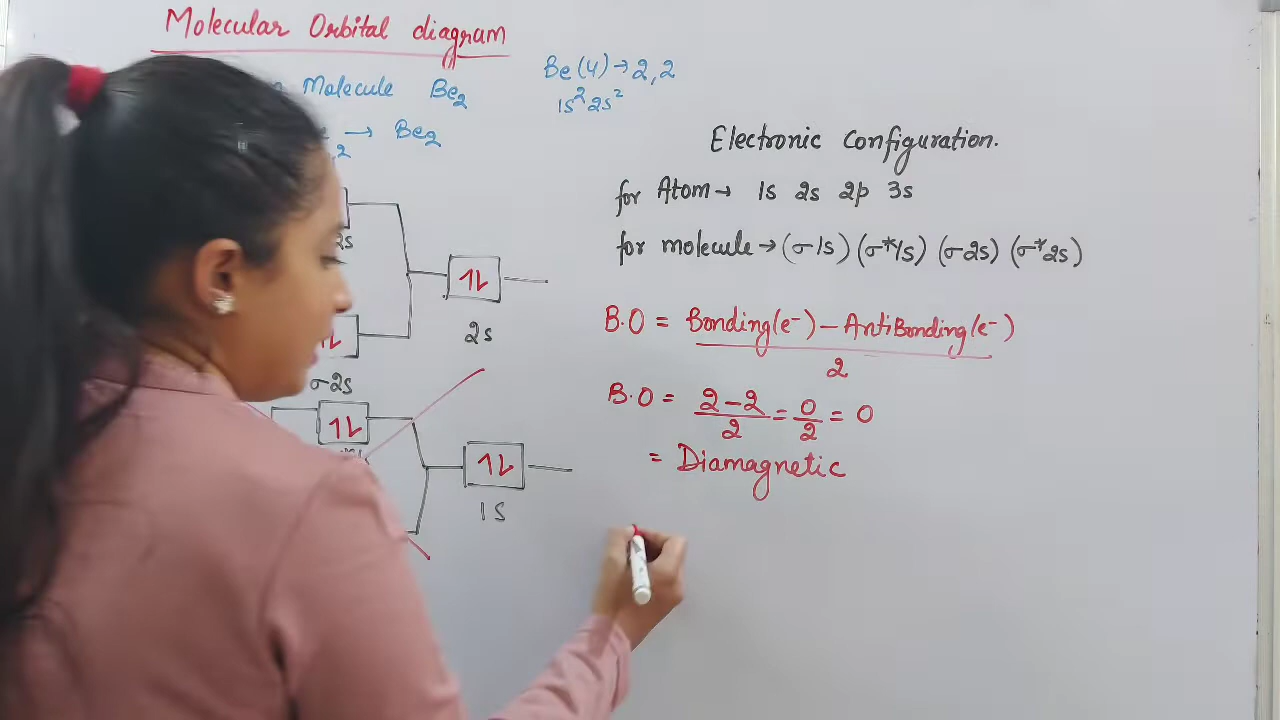 Molecular Orbital diagram
Molecule Be₂
Be(4) → 2,2
1s² 2s²
→ Be₂
,2
Electronic Configuration.
for Atom → 1s 2s 2p 3s
for molecule → (σ1s) (σ*1s) (σ2s) (σ*2s)
2s
1L
2s
B.O = Bonding(e⁻) – AntiBonding(e⁻)
2
σ2s
B.O = 2-2 = 0 = 0
2 2
1L
= Diamagnetic
1L
1s